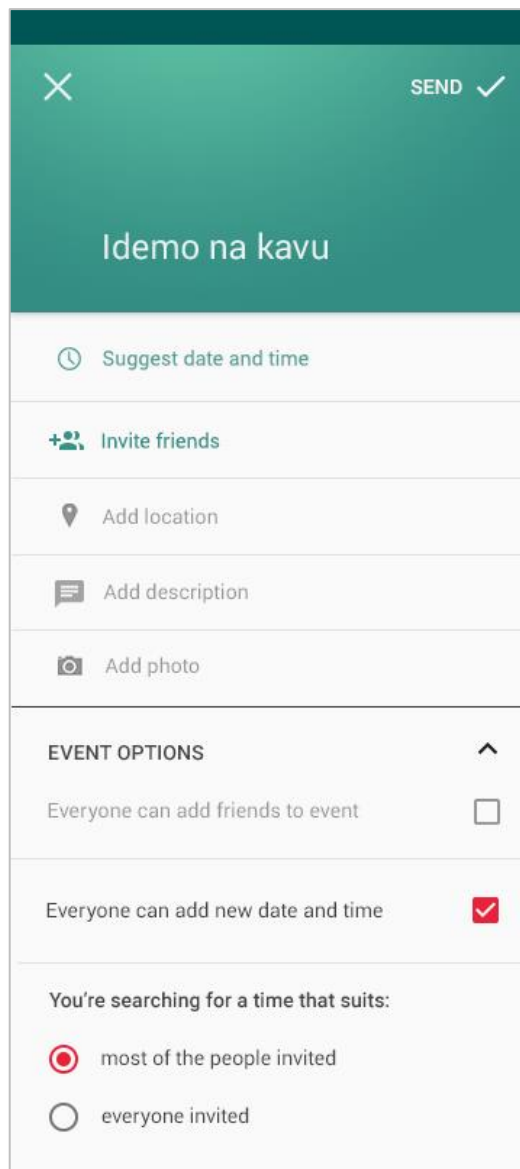 SEND
Idemo na kavu
Suggest date and time
Invite friends
Add location
Add description
Add photo
EVENT OPTIONS
Everyone can add friends to event
Everyone can add new date and time
You're searching for a time that suits:
most of the people invited
everyone invited